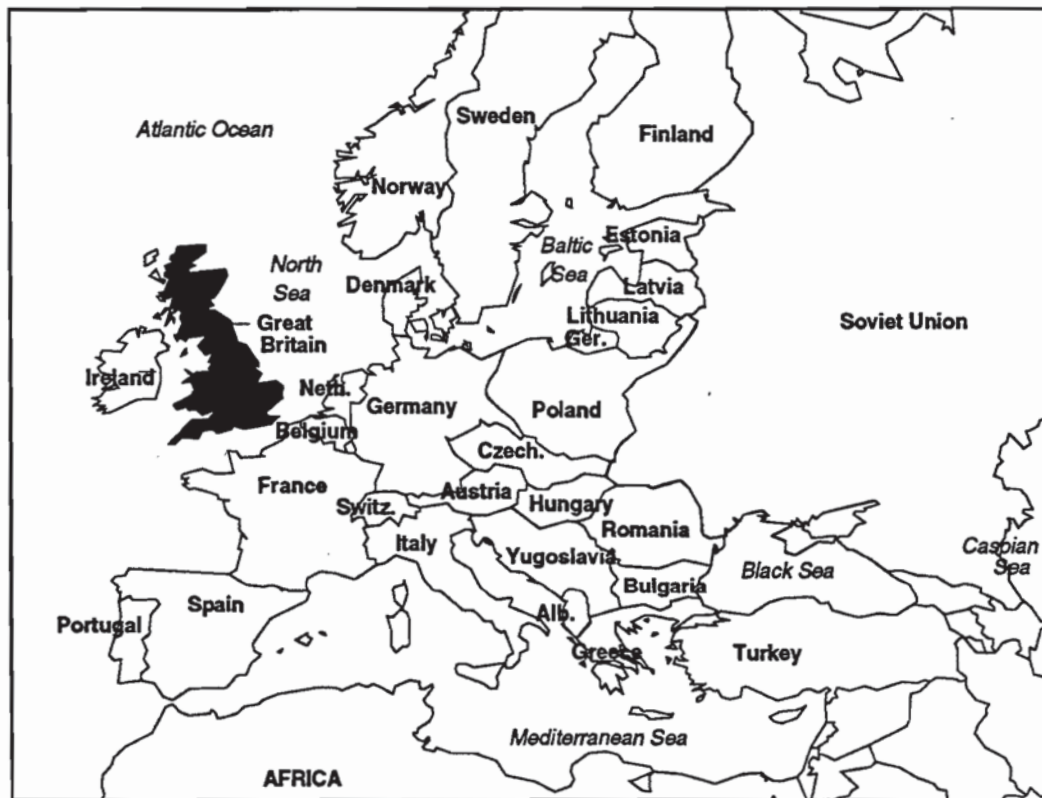 Sweden
Atlantic Ocean
Finland
Norway
Estonia
Baltic
Sea
North
Sea
Denmark
Latvia
Lithuania
Great
Britain
Ger.
Soviet Union
Ireland
Neth.
Germany
Poland
Belgium
Czech.
France
Austria
Switz.
Hungary
Romania
Italy
Yugoslavia
Caspian
Sea
Black Sea
Bulgaria
Spain
Alb.
Portugal
Greece
Turkey
Mediterranean Sea
AFRICA